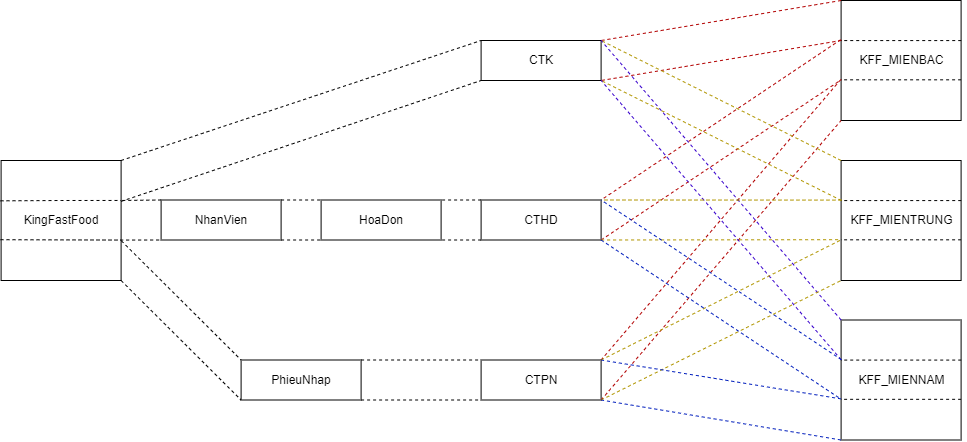 CTK
KFF_MIENBAC
KingFastFood
NhanVien
HoaDon
CTHD
KFF_MIENTRUNG
PhieuNhap
CTPN
KFF_MIENNAM